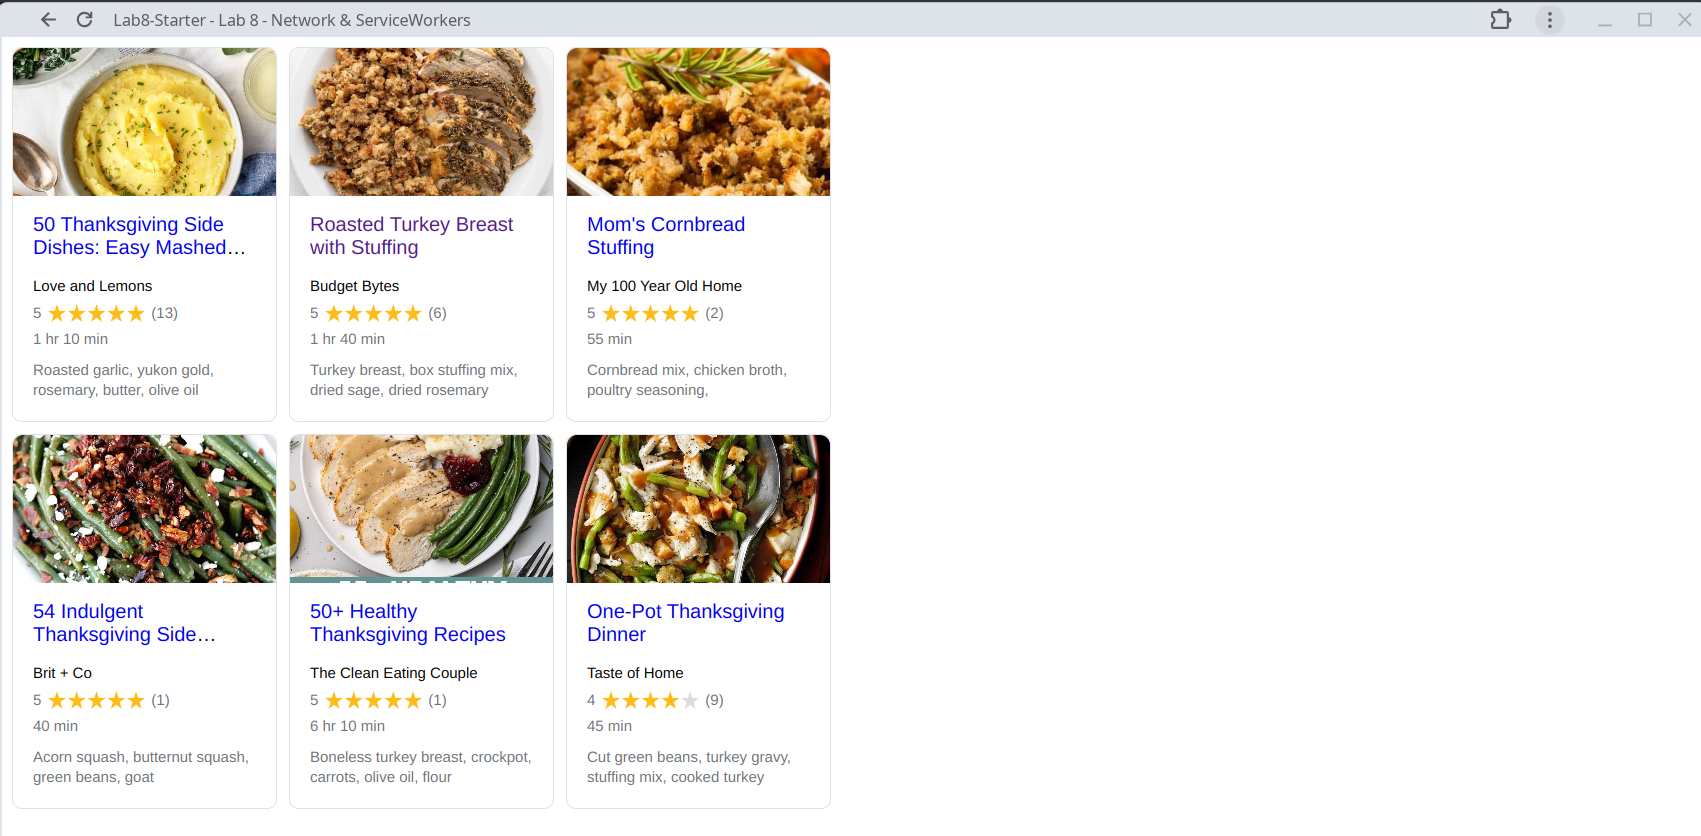 Lab8-Starter - Lab 8 - Network & ServiceWorkers
50 Thanksgiving Side
Dishes: Easy Mashed…
Love and Lemons
5 ★★★★★ (13)
1 hr 10 min
Roasted garlic, yukon gold,
rosemary, butter, olive oil
Roasted Turkey Breast
with Stuffing
Budget Bytes
5 ★★★★★ (6)
1 hr 40 min
Turkey breast, box stuffing mix,
dried sage, dried rosemary
Mom's Cornbread
Stuffing
My 100 Year Old Home
5 ★★★★★ (2)
55 min
Cornbread mix, chicken broth,
poultry seasoning,
54 Indulgent
Thanksgiving Side…
Brit + Co
5 ★★★★★ (1)
40 min
Acorn squash, butternut squash,
green beans, goat
50+ Healthy
Thanksgiving Recipes
The Clean Eating Couple
5 ★★★★★ (1)
6 hr 10 min
Boneless turkey breast, crockpot,
carrots, olive oil, flour
One-Pot Thanksgiving
Dinner
Taste of Home
4 ★★★★★ (9)
45 min
Cut green beans, turkey gravy,
stuffing mix, cooked turkey